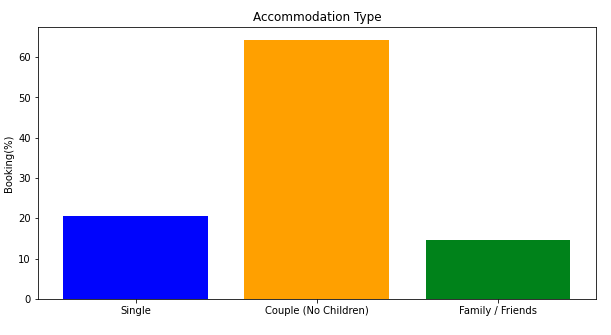 Accommodation Type
Booking(%)
60
50
40
30
20
10
0
Single
Couple (No Children)
Family / Friends